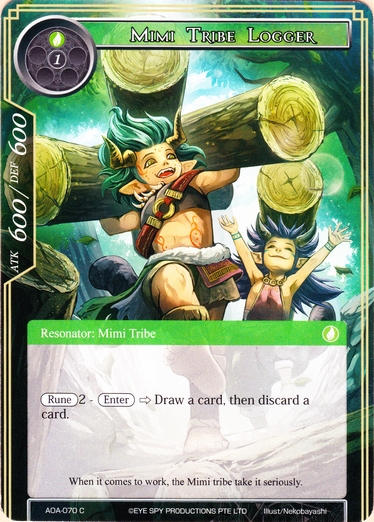 Mimi Tribe Logger
1
ATK 600 / DEF 600
Resonator: Mimi Tribe
Rune 2 - Enter ⇨ Draw a card, then discard a
card.
When it comes to work, the Mimi tribe take it seriously.
AOA-070 C ©EYE SPY PRODUCTIONS PTE LTD Illust/Nekobayashi